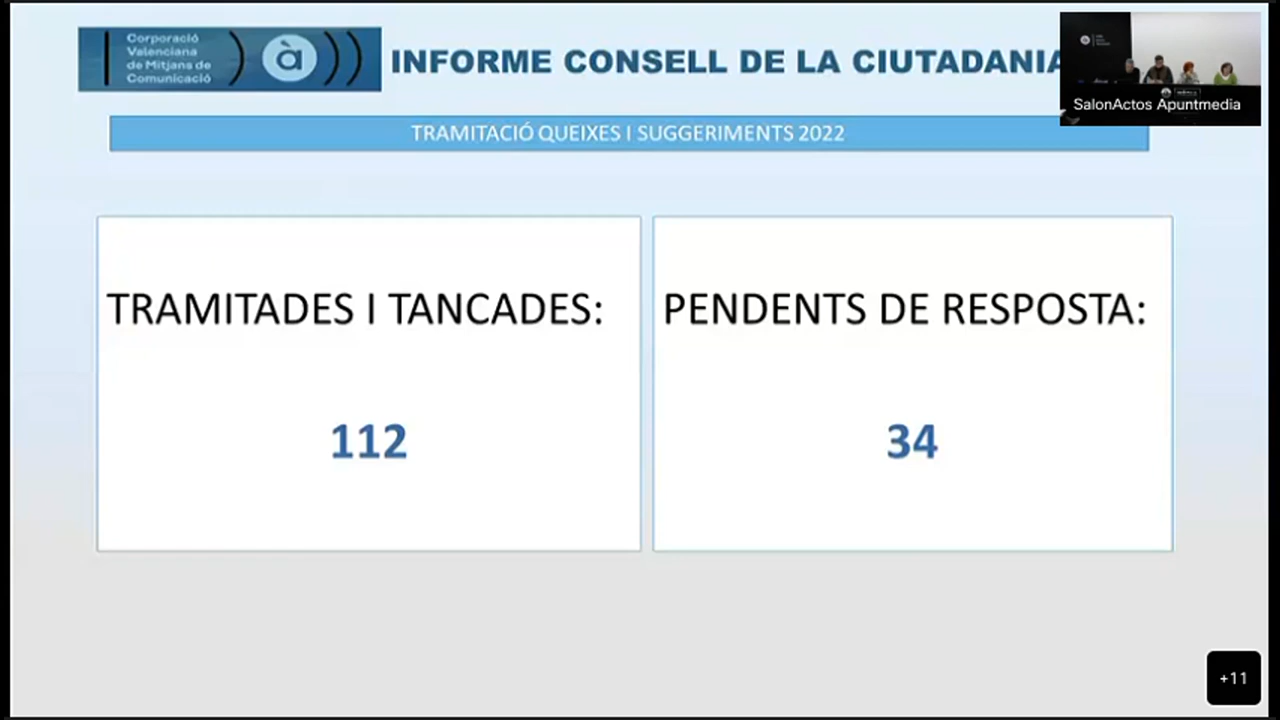 Corporació
Valenciana
de Mitjans de
Comunicació
à
INFORME CONSELL DE LA CIUTADANIA
SalonActos Apuntmedia
TRAMITACIÓ QUEIXES I SUGGERIMENTS 2022
TRAMITADES I TANCADES:
112
PENDENTS DE RESPOSTA:
34
+11